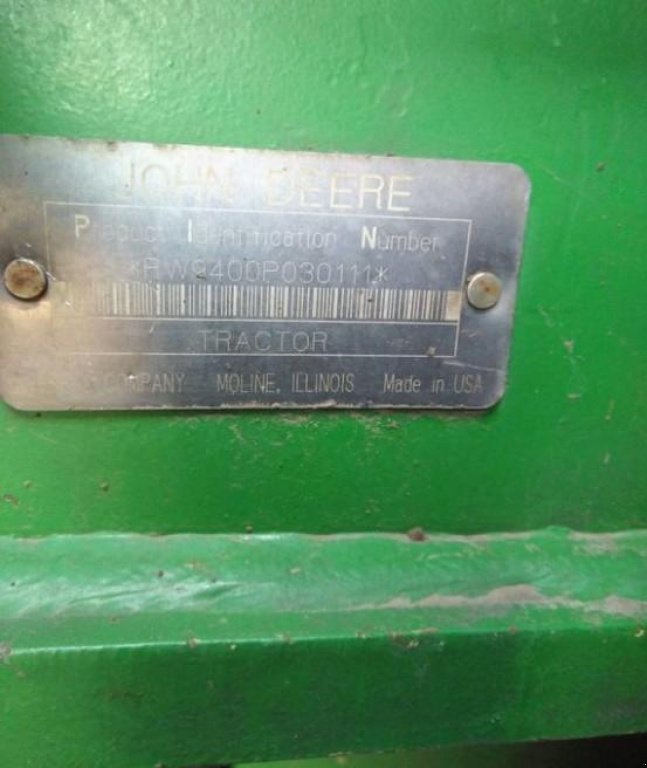 JOHN DEERE
Product Identification Number
*RW9400P030111*
TRACTOR
COMPANY MOLINE, ILLINOIS Made in USA